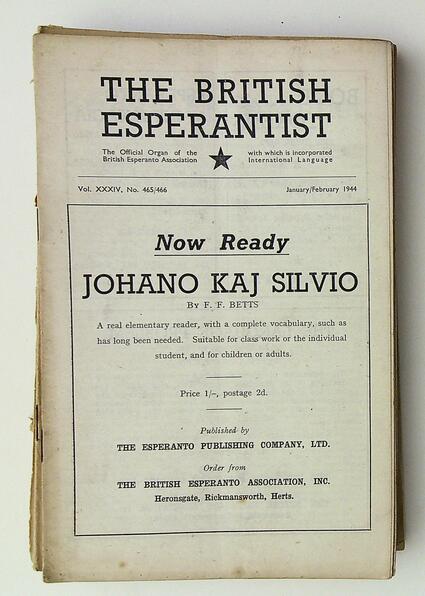 THE BRITISH
ESPERANTIST
The Official Organ of the
British Esperanto Association
with which is incorporated
International Language
Vol. XXXIV, No. 465/466
January/February 1944
Now Ready
JOHANO KAJ SILVIO
By F. F. BETTS
A real elementary reader, with a complete vocabulary, such as
has long been needed. Suitable for class work or the individual
student, and for children or adults.
Price 1/-, postage 2d.
Published by
THE ESPERANTO PUBLISHING COMPANY, LTD.
Order from
THE BRITISH ESPERANTO ASSOCIATION, INC.
Heronsgate, Rickmansworth, Herts.